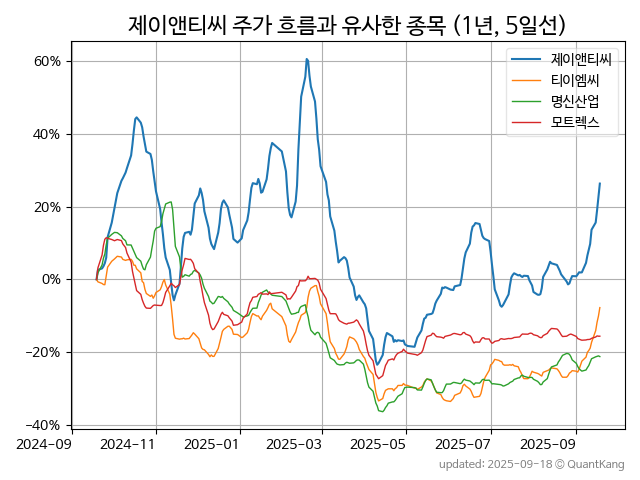 제이앤티씨 주가 흐름과 유사한 종목 (1년, 5일선)
제이앤티씨
티이엠씨
명신산업
모트렉스
60%
40%
20%
0%
−20%
−40%
2024-09 2024-11 2025-01 2025-03 2025-05 2025-07 2025-09
updated: 2025-09-18 © QuantKang